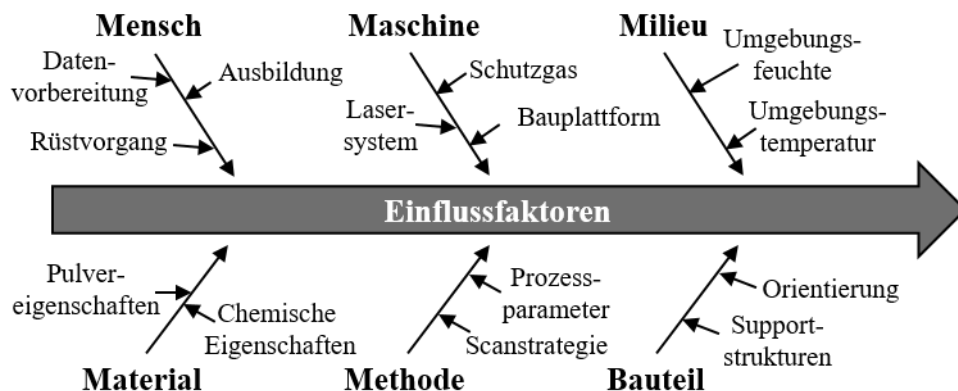 Mensch
Maschine
Milieu
Daten-
vorbereitung
Ausbildung
Rüstvorgang
Schutzgas
Laser-
system
Bauplattform
Umgebungs-
feuchte
Umgebungs-
temperatur
Einflussfaktoren
Pulver-
eigenschaften
Chemische
Eigenschaften
Prozess-
parameter
Scanstrategie
Orientierung
Support-
strukturen
Material
Methode
Bauteil